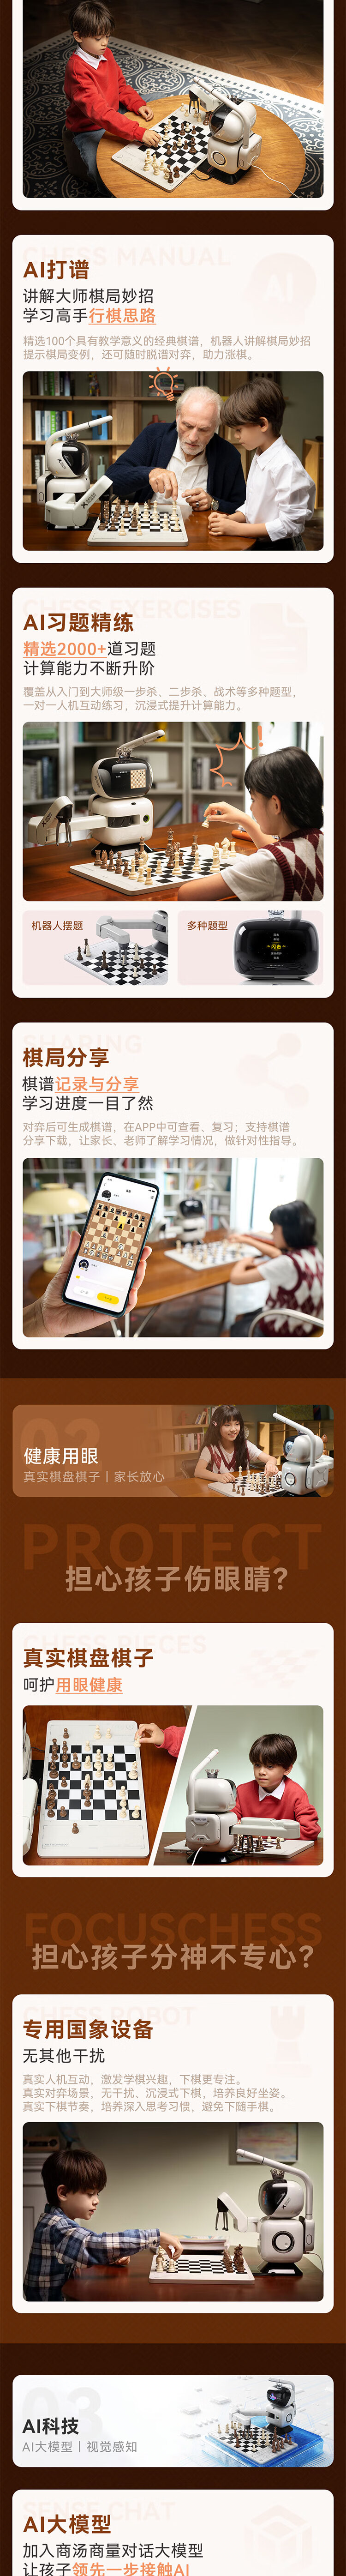 CHESS MANUAL
AI打谱
AI
讲解大师棋局妙招
学习高手行棋思路
精选100个具有教学意义的经典棋谱，机器人讲解棋局妙招
提示棋局变例，还可随时脱谱对弈，助力涨棋。
CHESS EXERCISES
AI习题精练
精选2000+道习题
计算能力不断升阶
覆盖从入门到大师级一步杀、二步杀、战术等多种题型，
一对一人机互动练习，沉浸式提升计算能力。
机器人摆题
多种题型
SHARING
棋局分享
棋谱记录与分享
学习进度一目了然
对弈后可生成棋谱，在APP中可查看、复习；支持棋谱
分享下载，让家长、老师了解学习情况，做针对性指导。
02
健康用眼
真实棋盘棋子丨家长放心
PROTECT
担心孩子伤眼睛？
CHESS PIECES
真实棋盘棋子
呵护用眼健康
FOCUSCHESS
担心孩子分神不专心？
CHESS ROBOT
专用国象设备
无其他干扰
真实人机互动，激发学棋兴趣，下棋更专注。
真实对弈场景，无干扰、沉浸式下棋，培养良好坐姿。
真实下棋节奏，培养深入思考习惯，避免下随手棋。
03
AI科技
AI大模型丨视觉感知
SENSECHAT
AI大模型
加入商汤商量对话大模型
让孩子领先一步接触AI